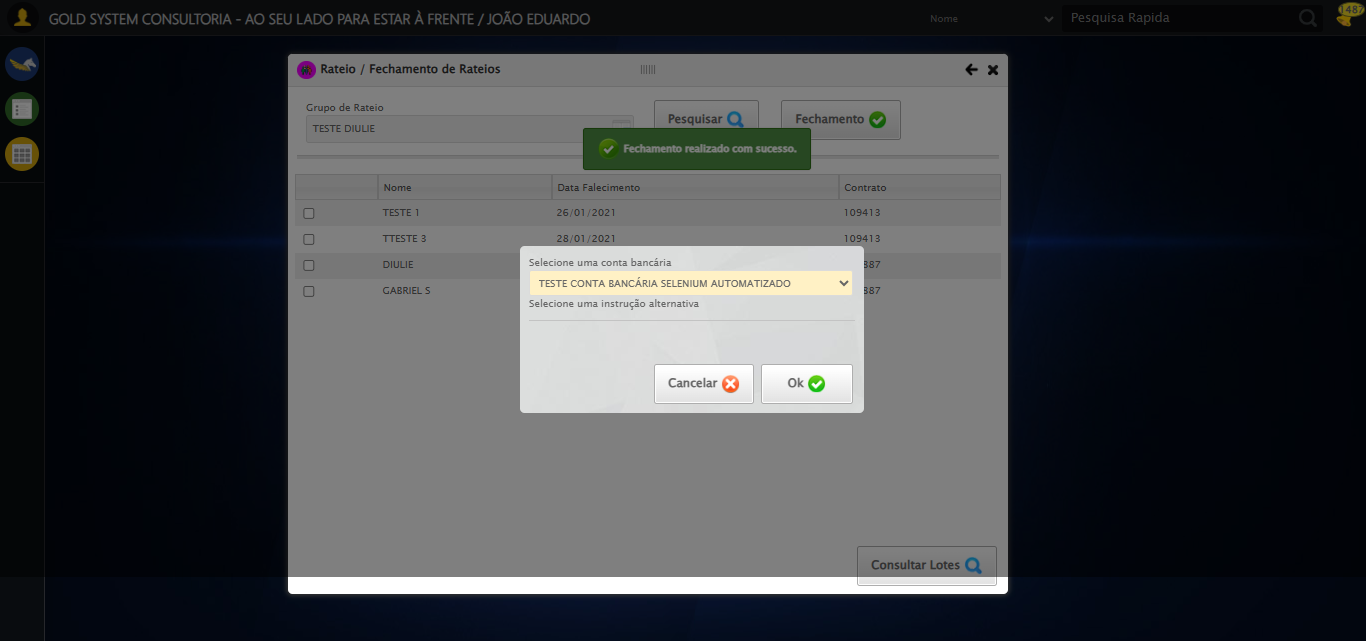 GOLD SYSTEM CONSULTORIA - AO SEU LADO PARA ESTAR À FRENTE / JOÃO EDUARDO
Nome
Pesquisa Rapida
1487
Rateio / Fechamento de Rateios
Grupo de Rateio
TESTE DIULIE
Pesquisar
Fechamento
Fechamento realizado com sucesso.
Nome Data Falecimento Contrato
TESTE 1 26/01/2021 109413
TTESTE 3 28/01/2021 109413
DIULIE 887
GABRIEL S 887
Selecione uma conta bancária
TESTE CONTA BANCÁRIA SELENIUM AUTOMATIZADO
Selecione uma instrução alternativa
Cancelar
Ok
Consultar Lotes